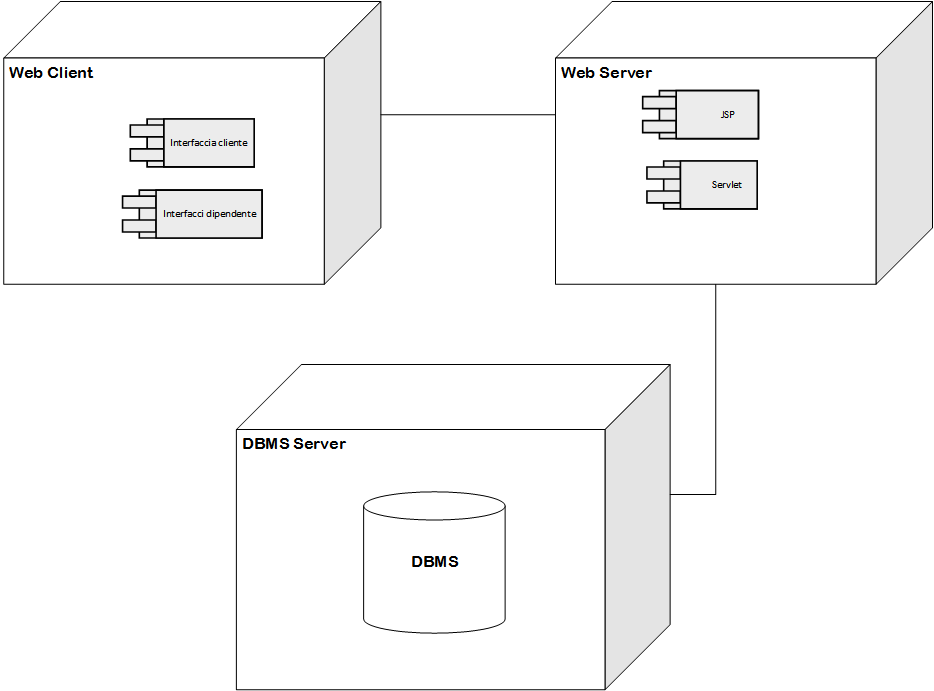 Web Client
Interfaccia cliente
Interfacci dipendente
Web Server
JSP
Servlet
DBMS Server
DBMS